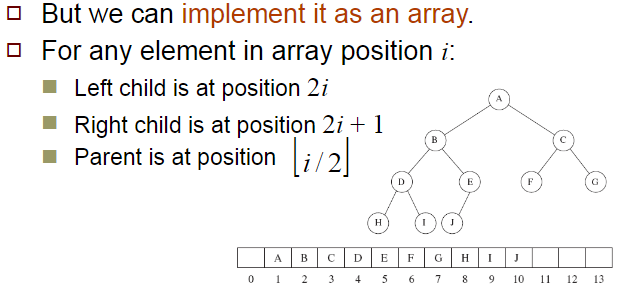 But we can implement it as an array.
For any element in array position i:
Left child is at position 2i
Right child is at position 2i + 1
Parent is at position ⌊i/2⌋
A
B C
D E F G
H I J
A B C D E F G H I J
0 1 2 3 4 5 6 7 8 9 10 11 12 13